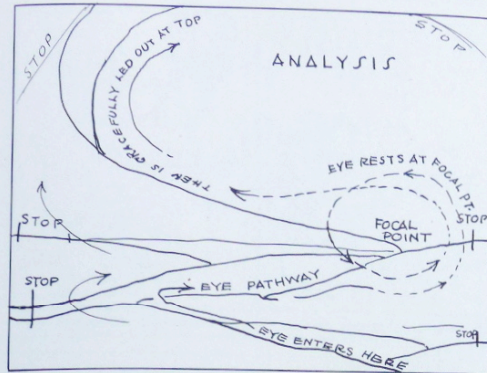 STOP
THEN IS GRACEFULLY LED OUT AT TOP
ANALYSIS
STOP
EYE RESTS AT FOCAL PT.
STOP
FOCAL
POINT
STOP
STOP
EYE PATHWAY
EYE ENTERS HERE
STOP